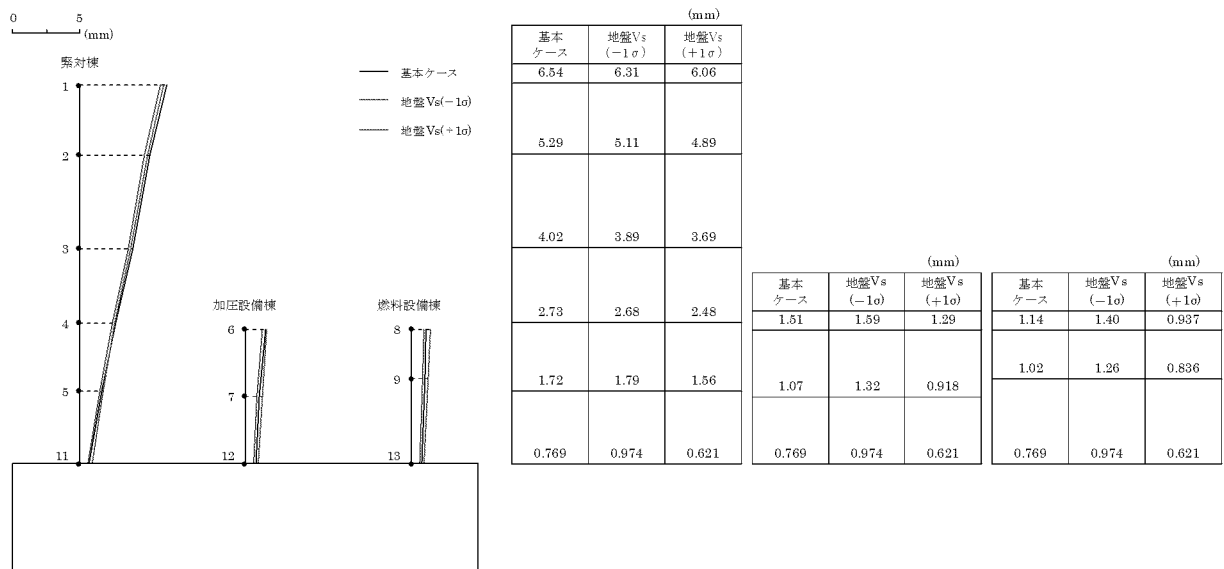 0 5
(mm)
緊対棟
1
2
3
4
5
11
基本ケース
地盤Vs(-1σ)
地盤Vs(+1σ)
加圧設備棟
6
7
12
燃料設備棟
8
9
13
(mm)
基本 地盤Vs 地盤Vs
ケース (-1σ) (+1σ)
6.54 6.31 6.06
5.29 5.11 4.89
4.02 3.89 3.69
2.73 2.68 2.48
1.72 1.79 1.56
0.769 0.974 0.621
(mm)
基本 地盤Vs 地盤Vs
ケース (-1σ) (+1σ)
1.51 1.59 1.29
1.07 1.32 0.918
0.769 0.974 0.621
(mm)
基本 地盤Vs 地盤Vs
ケース (-1σ) (+1σ)
1.14 1.40 0.937
1.02 1.26 0.836
0.769 0.974 0.621